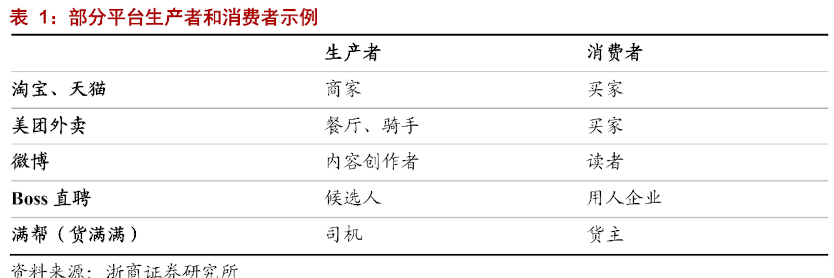 表 1：部分平台生产者和消费者示例
生产者 消费者
淘宝、天猫 商家 买家
美团外卖 餐厅、骑手 买家
微博 内容创作者 读者
Boss 直聘 候选人 用人企业
满帮（货满满） 司机 货主
资料来源：浙商证券研究所